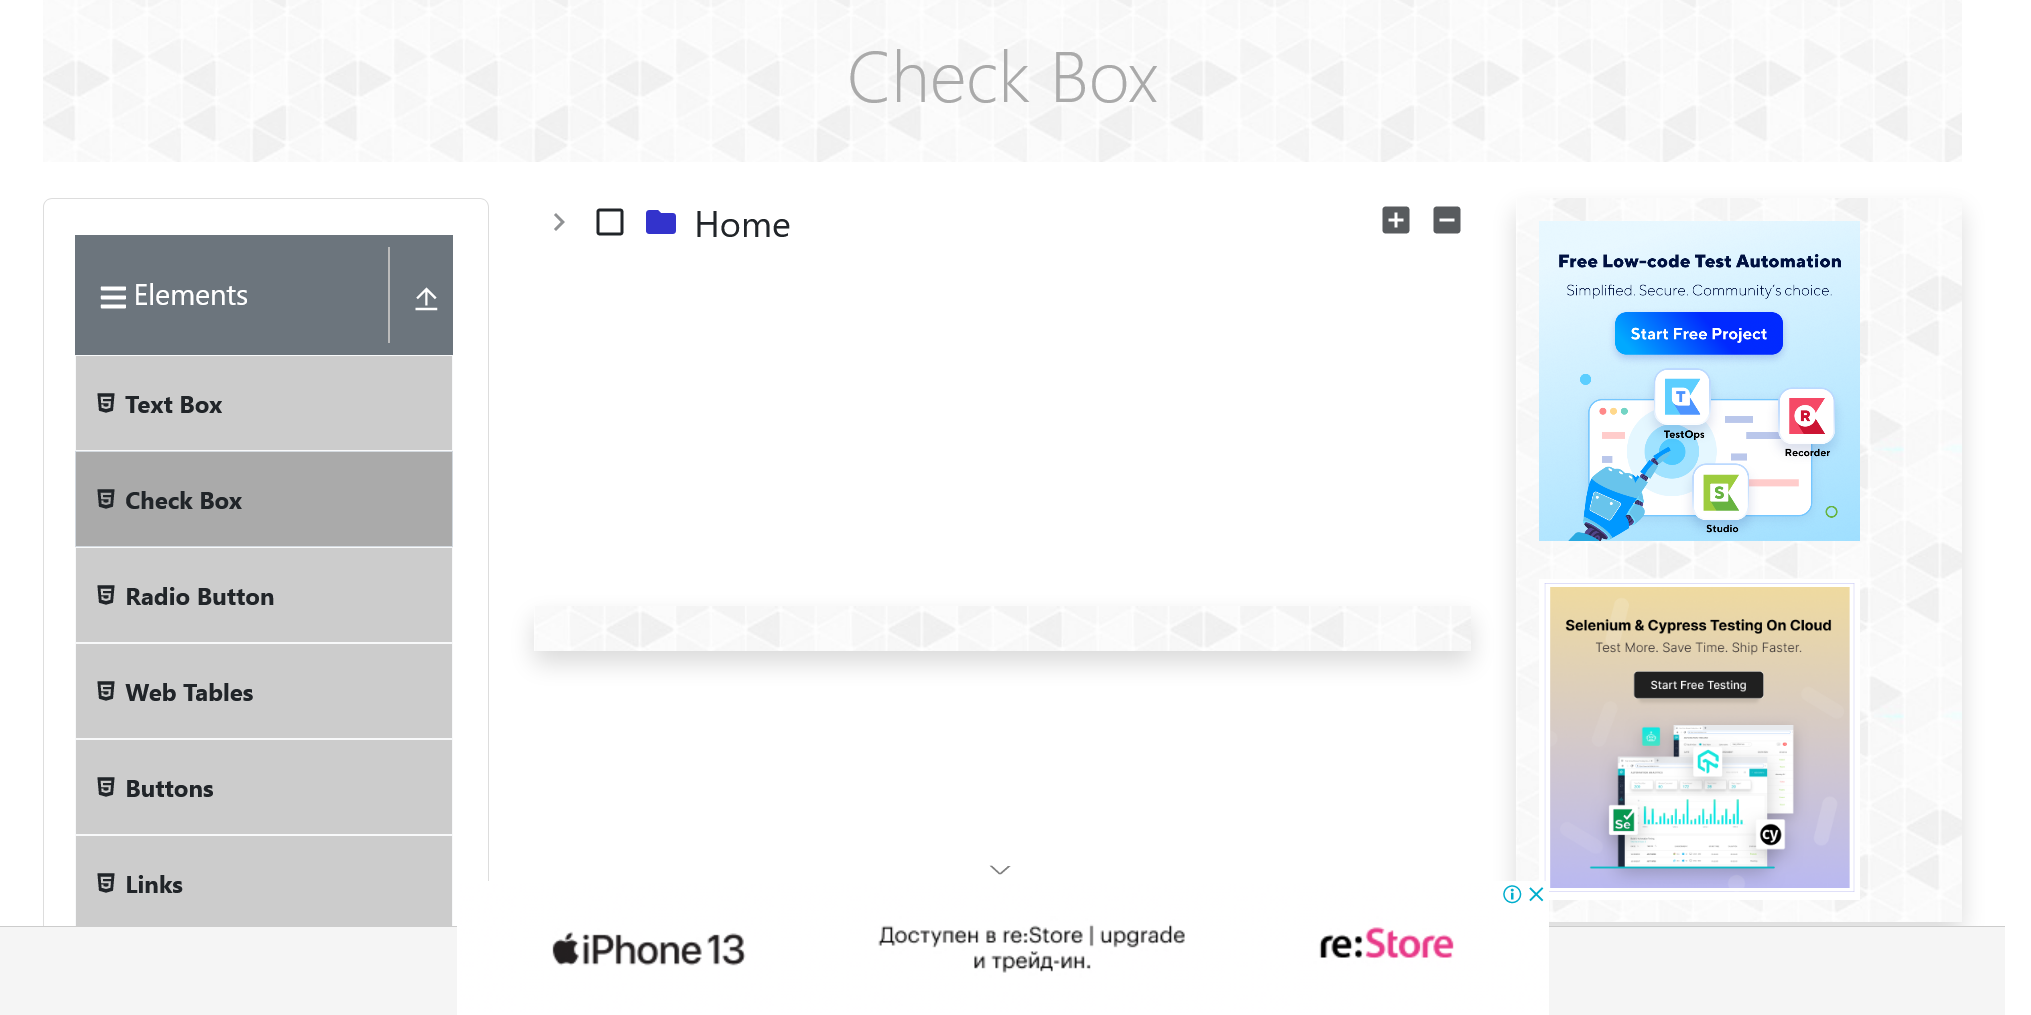 Check Box
Elements
Text Box
Check Box
Radio Button
Web Tables
Buttons
Links
Home
Free Low-code Test Automation
Simplified. Secure. Community's choice.
Start Free Project
T
TestOps
R
Recorder
S
Studio
Selenium & Cypress Testing On Cloud
Test More. Save Time. Ship Faster.
Start Free Testing
Se
cy
iPhone 13
Доступен в re:Store | upgrade
и трейд-ин.
re:Store